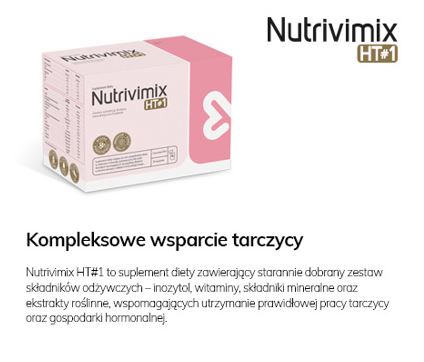 Nutrivimix
HT#1
Nutrivimix
HT#1
Kompleksowe wsparcie tarczycy
Nutrivimix HT#1 to suplement diety zawierający starannie dobrany zestaw
składników odżywczych – inozytol, witaminy, składniki mineralne oraz
ekstrakty roślinne, wspomagających utrzymanie prawidłowej pracy tarczycy
oraz gospodarki hormonalnej.